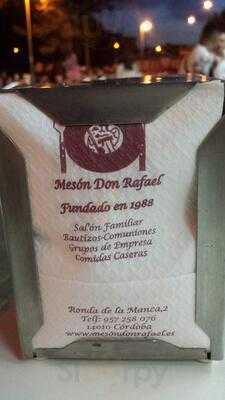 Mesón Don Rafael
Fundado en 1988
Salón Familiar
Bautizos-Comuniones
Grupos de Empresa
Comidas Caseras
Ronda de la Manca,2
Telf: 957 258 076
14010 Córdoba
www.mesondonrafael.es